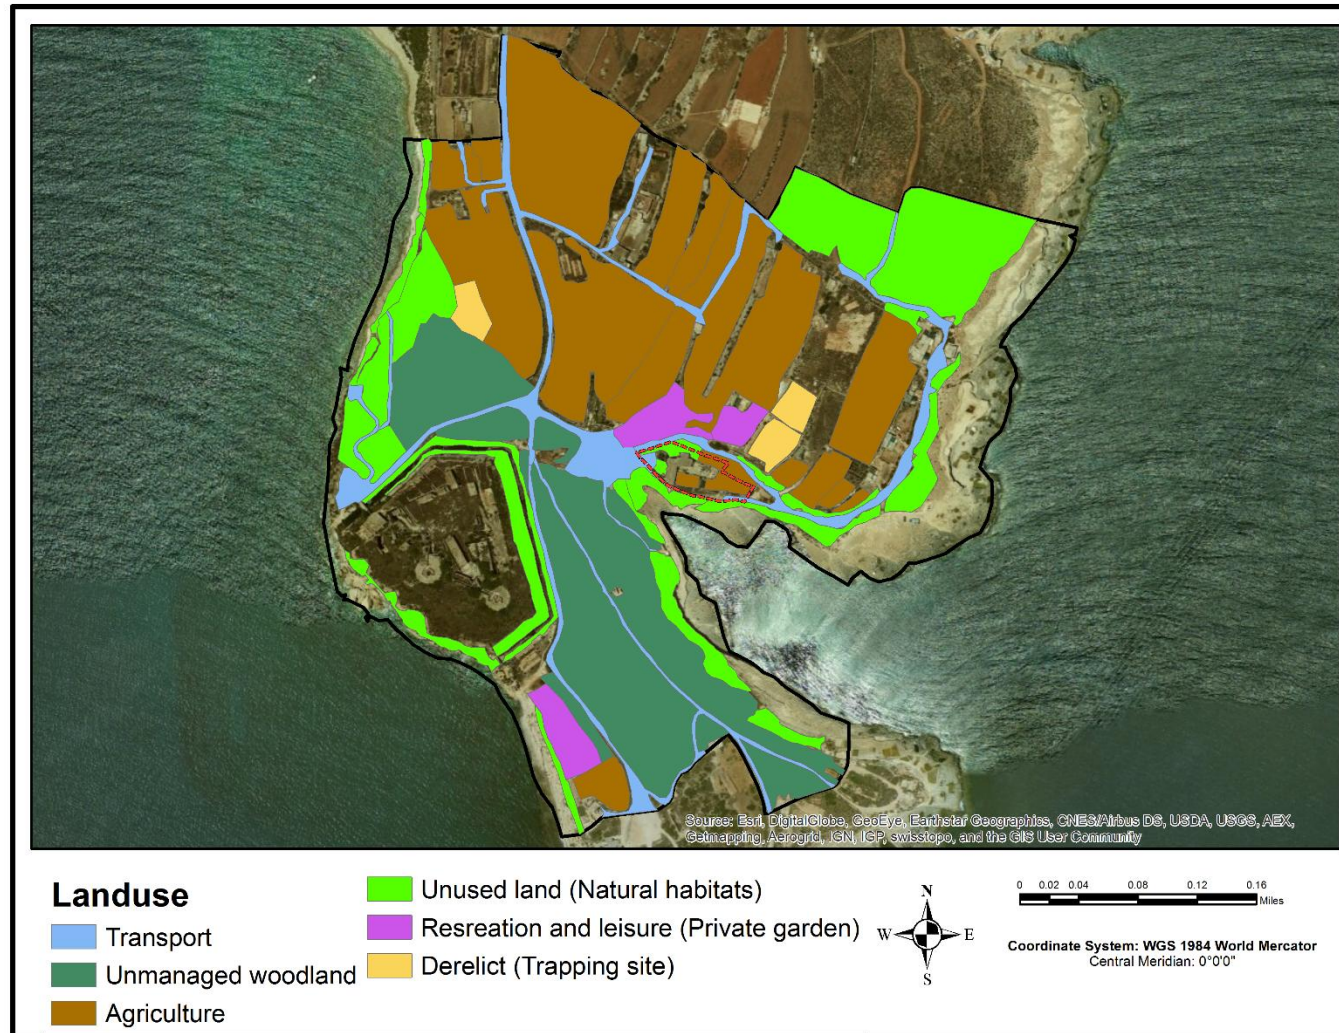 Source: Esri, DigitalGlobe, GeoEye, Earthstar Geographics, CNES/Airbus DS, USDA, USGS, AEX,
Getmapping, Aerogrid, IGN, IGP, swisstopo, and the GIS User Community
Landuse
Transport
Unmanaged woodland
Agriculture
Unused land (Natural habitats)
Resreation and leisure (Private garden)
Derelict (Trapping site)
N
W E
S
0 0.02 0.04 0.08 0.12 0.16
Miles
Coordinate System: WGS 1984 World Mercator
Central Meridian: 0°0'0"